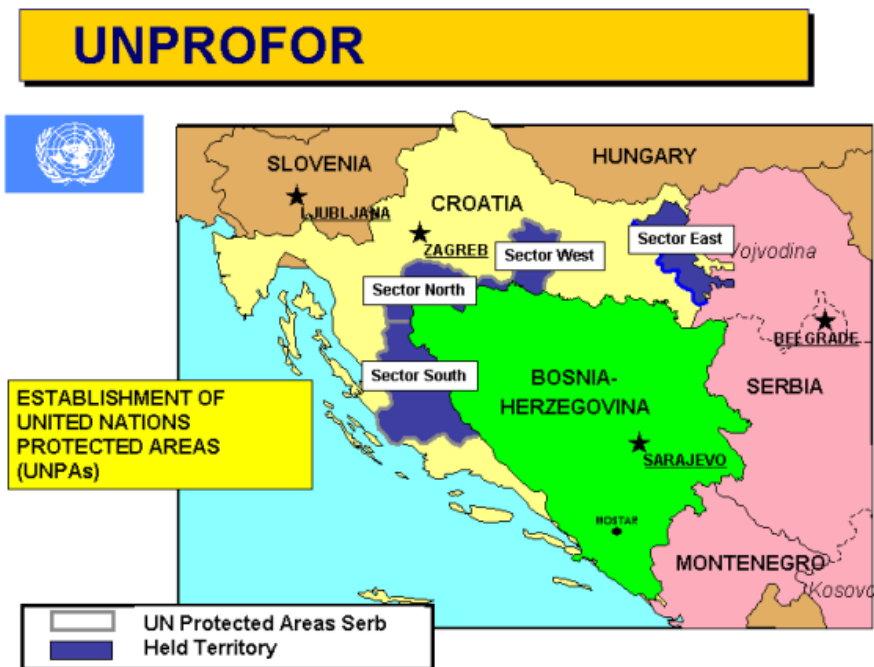 UNPROFOR
SLOVENIA
HUNGARY
LJUBLJANA
CROATIA
ZAGREB
Sector West
Sector East
Vojvodina
Sector North
BELGRADE
Sector South
BOSNIA-
HERZEGOVINA
SERBIA
ESTABLISHMENT OF
UNITED NATIONS
PROTECTED AREAS
(UNPAs)
SARAJEVO
MOSTAR
MONTENEGRO
Kosovo
UN Protected Areas Serb
Held Territory